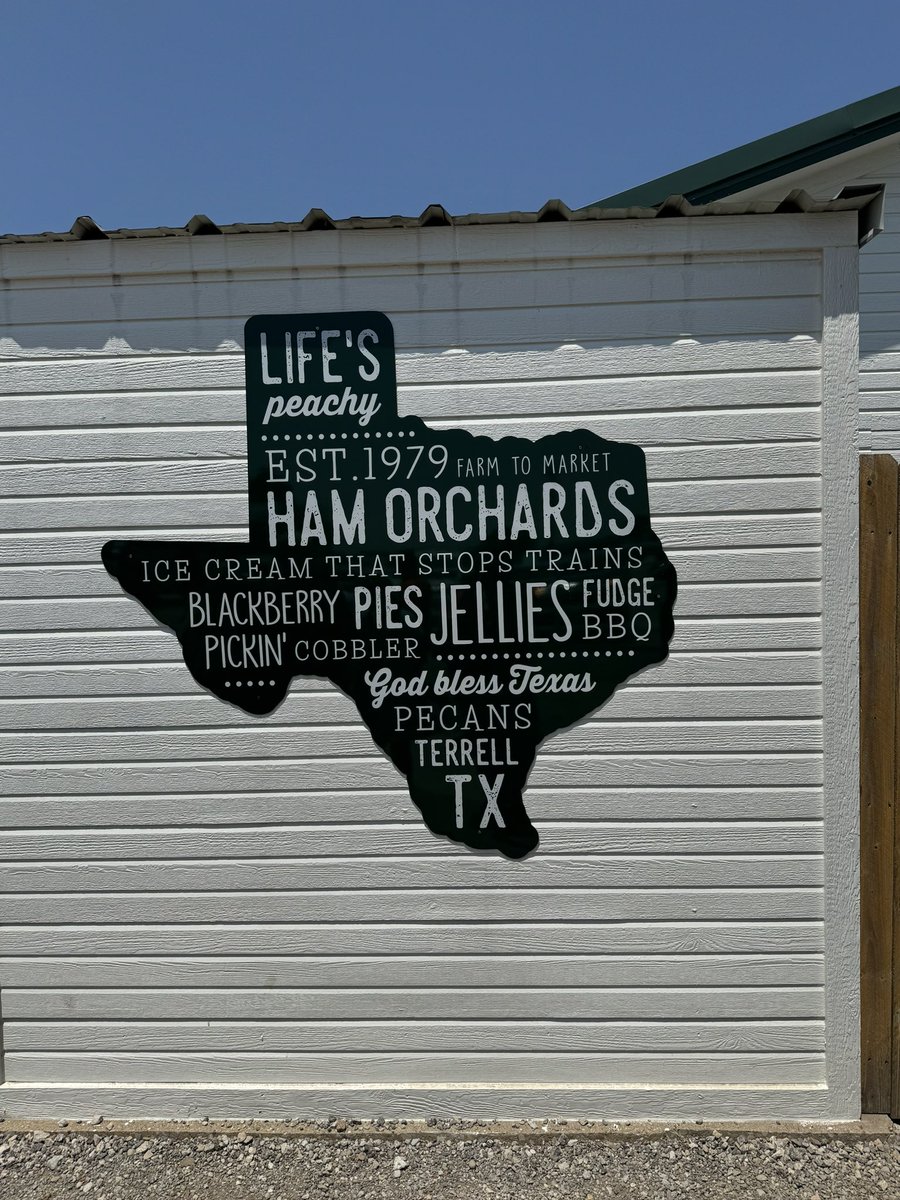 LIFE'S
peachy
EST.1979 FARM TO MARKET
HAM ORCHARDS
ICE CREAM THAT STOPS TRAINS
BLACKBERRY PIES JELLIES FUDGE
PICKIN' COBBLER BBQ
God bless Texas
PECANS
TERRELL
TX